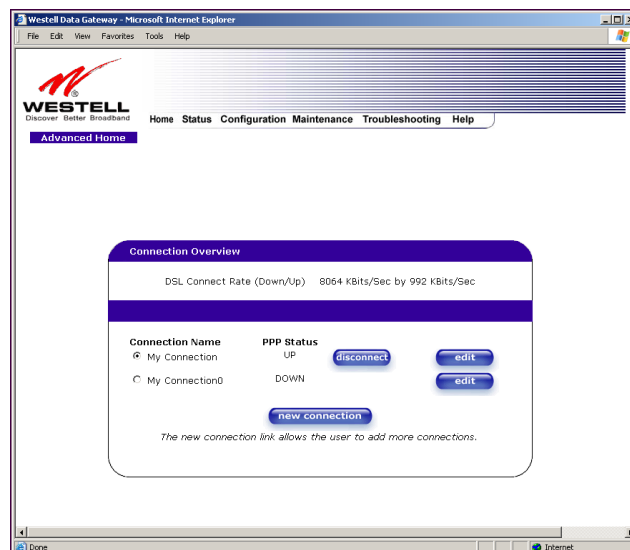 Westell Data Gateway - Microsoft Internet Explorer
File Edit View Favorites Tools Help
WESTELL
Discover Better Broadband
Home Status Configuration Maintenance Troubleshooting Help
Advanced Home
Connection Overview
DSL Connect Rate (Down/Up) 8064 KBits/Sec by 992 KBits/Sec
Connection Name PPP Status
My Connection UP disconnect edit
My Connection0 DOWN edit
new connection
The new connection link allows the user to add more connections.
Done Internet